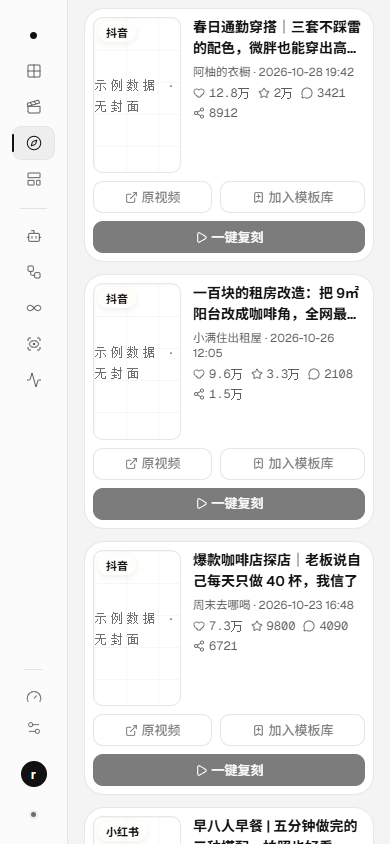 抖音
示例数据 ·
无封面
春日通勤穿搭｜三套不踩雷
的配色，微胖也能穿出高...
阿柚的衣橱 · 2026-10-28 19:42
12.8万 2万 3421
8912
原视频 加入模板库
一键复刻
抖音
示例数据 ·
无封面
一百块的租房改造：把 9㎡
阳台改成咖啡角，全网最...
小满住出租屋 · 2026-10-26
12:05
9.6万 3.3万 2108
1.5万
原视频 加入模板库
一键复刻
抖音
示例数据 ·
无封面
爆款咖啡店探店｜老板说自
己每天只做 40 杯，我信了
周末去哪喝 · 2026-10-23 16:48
7.3万 9800 4090
6721
原视频 加入模板库
一键复刻
r
小红书
早八人早餐 | 五分钟做完的